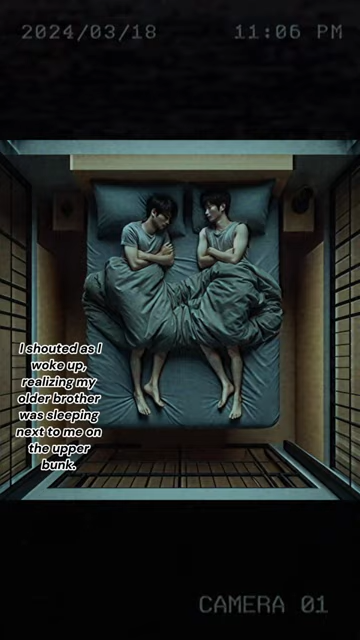 2024/03/18 11:06 PM
I shouted as I
woke up,
realizing my
older brother
was sleeping
next to me on
the upper
bunk.
CAMERA 01